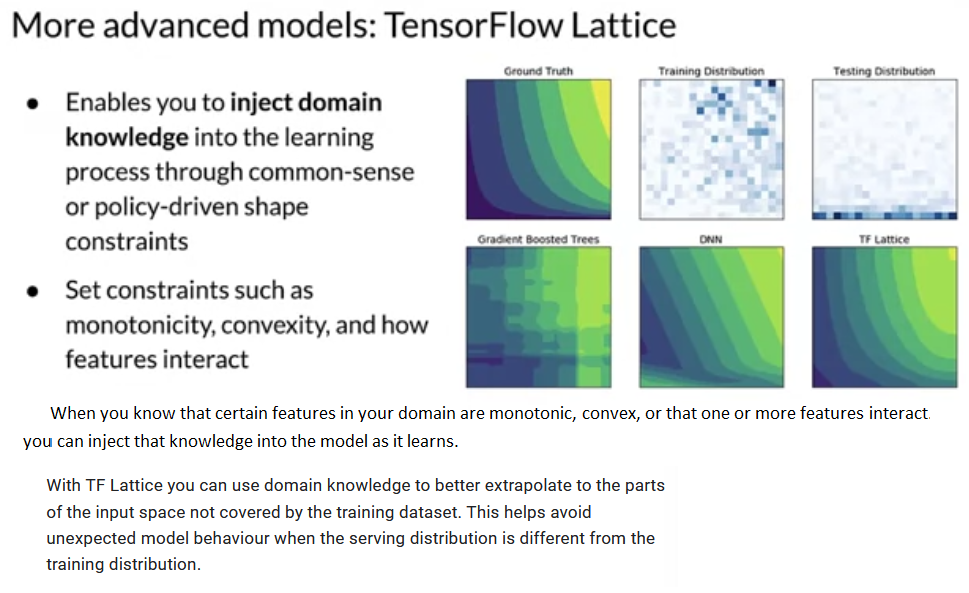 More advanced models: TensorFlow Lattice
● Enables you to inject domain
knowledge into the learning
process through common-sense
or policy-driven shape
constraints
● Set constraints such as
monotonicity, convexity, and how
features interact
Ground Truth
Training Distribution
Testing Distribution
Gradient Boosted Trees
DNN
TF Lattice
When you know that certain features in your domain are monotonic, convex, or that one or more features interact.
you can inject that knowledge into the model as it learns.
With TF Lattice you can use domain knowledge to better extrapolate to the parts
of the input space not covered by the training dataset. This helps avoid
unexpected model behaviour when the serving distribution is different from the
training distribution.